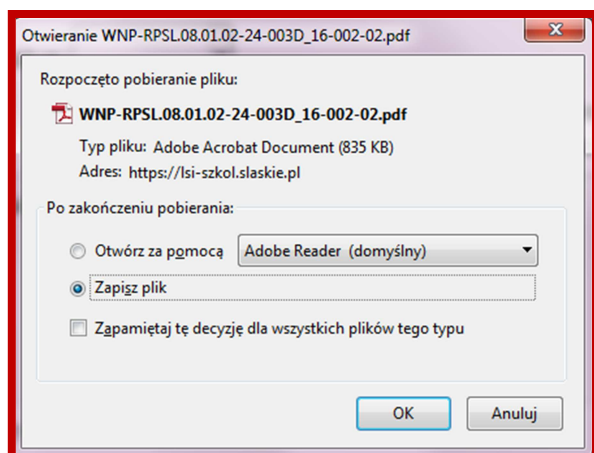 Otwieranie WNP-RPSL.08.01.02-24-003D_16-002-02.pdf
Rozpoczęto pobieranie pliku:
WNP-RPSL.08.01.02-24-003D_16-002-02.pdf
Typ pliku: Adobe Acrobat Document (835 KB)
Adres: https://lsi-szkol.slaskie.pl
Po zakończeniu pobierania:
Otwórz za pomocą Adobe Reader (domyślny)
Zapisz plik
Zapamiętaj tę decyzję dla wszystkich plików tego typu
OK Anuluj